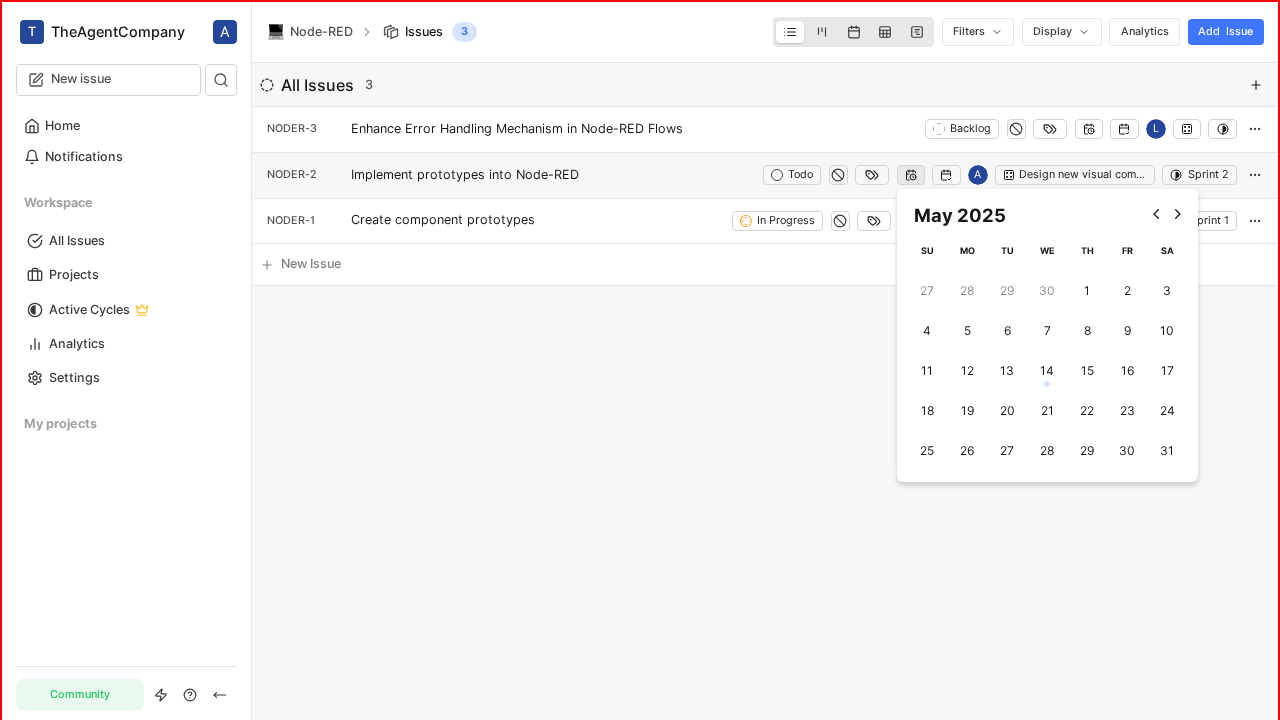 T TheAgentCompany A
New issue
Home
Notifications
Workspace
All Issues
Projects
Active Cycles
Analytics
Settings
My projects
Community
Node-RED Issues 3
Filters Display Analytics Add Issue
All Issues 3
NODER-3 Enhance Error Handling Mechanism in Node-RED Flows Backlog L
NODER-2 Implement prototypes into Node-RED Todo A Design new visual com... Sprint 2
NODER-1 Create component prototypes In Progress print 1
New Issue
May 2025
SU MO TU WE TH FR SA
27 28 29 30 1 2 3
4 5 6 7 8 9 10
11 12 13 14 15 16 17
18 19 20 21 22 23 24
25 26 27 28 29 30 31